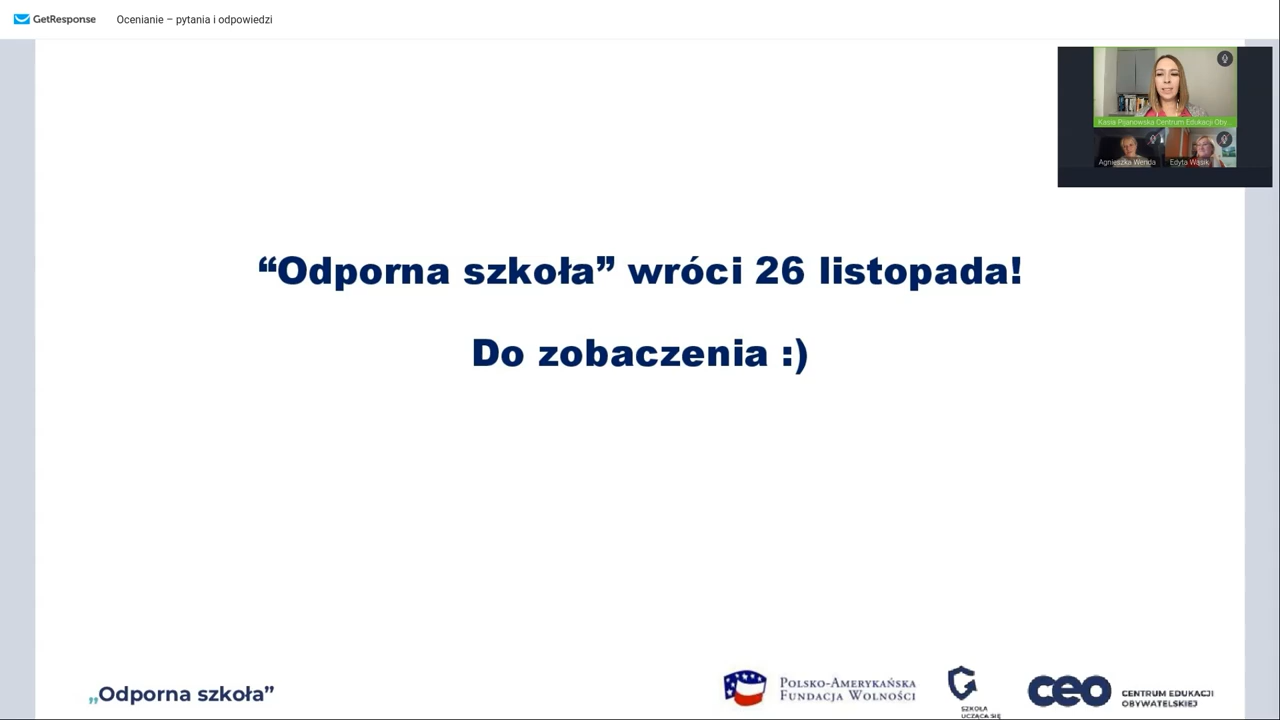 GetResponse
Ocenianie – pytania i odpowiedzi
Kasia Pijanowska Centrum Edukacji Oby...
Agnieszka Wenda
Edyta Wąsik
“Odporna szkoła” wróci 26 listopada!
Do zobaczenia :)
„Odporna szkoła”
POLSKO-AMERYKAŃSKA
FUNDACJA WOLNOŚCI
SZKOŁA
UCZĄCA SIĘ
ceo
CENTRUM EDUKACJI
OBYWATELSKIEJ